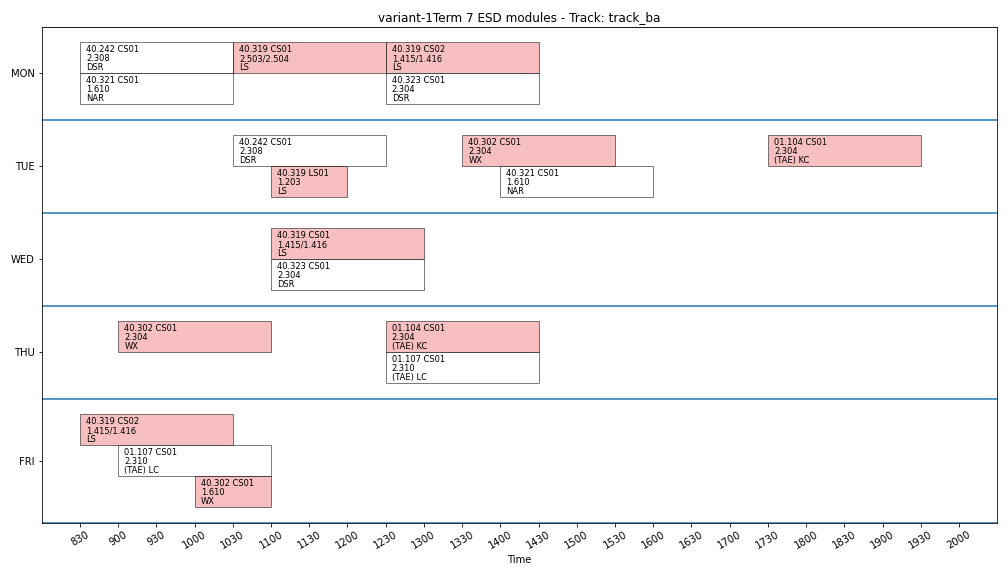 variant-1Term 7 ESD modules - Track: track_ba
MON
40.242 CS01
2.308
DSR
40.321 CS01
1.610
NAR
40.319 CS01
2.503/2.504
LS
40.319 CS02
1.415/1.416
LS
40.323 CS01
2.304
DSR
TUE
40.242 CS01
2.308
DSR
40.319 LS01
1.203
LS
40.302 CS01
2.304
WX
40.321 CS01
1.610
NAR
01.104 CS01
2.304
(TAE) KC
WED
40.319 CS01
1.415/1.416
LS
40.323 CS01
2.304
DSR
THU
40.302 CS01
2.304
WX
01.104 CS01
2.304
(TAE) KC
01.107 CS01
2.310
(TAE) LC
FRI
40.319 CS02
1.415/1.416
LS
01.107 CS01
2.310
(TAE) LC
40.302 CS01
1.610
WX
830 900 930 1000 1030 1100 1130 1200 1230 1300 1330 1430 1500 1530 1600 1630 1700 1730 1800 1830 1900 1930 2000
Time